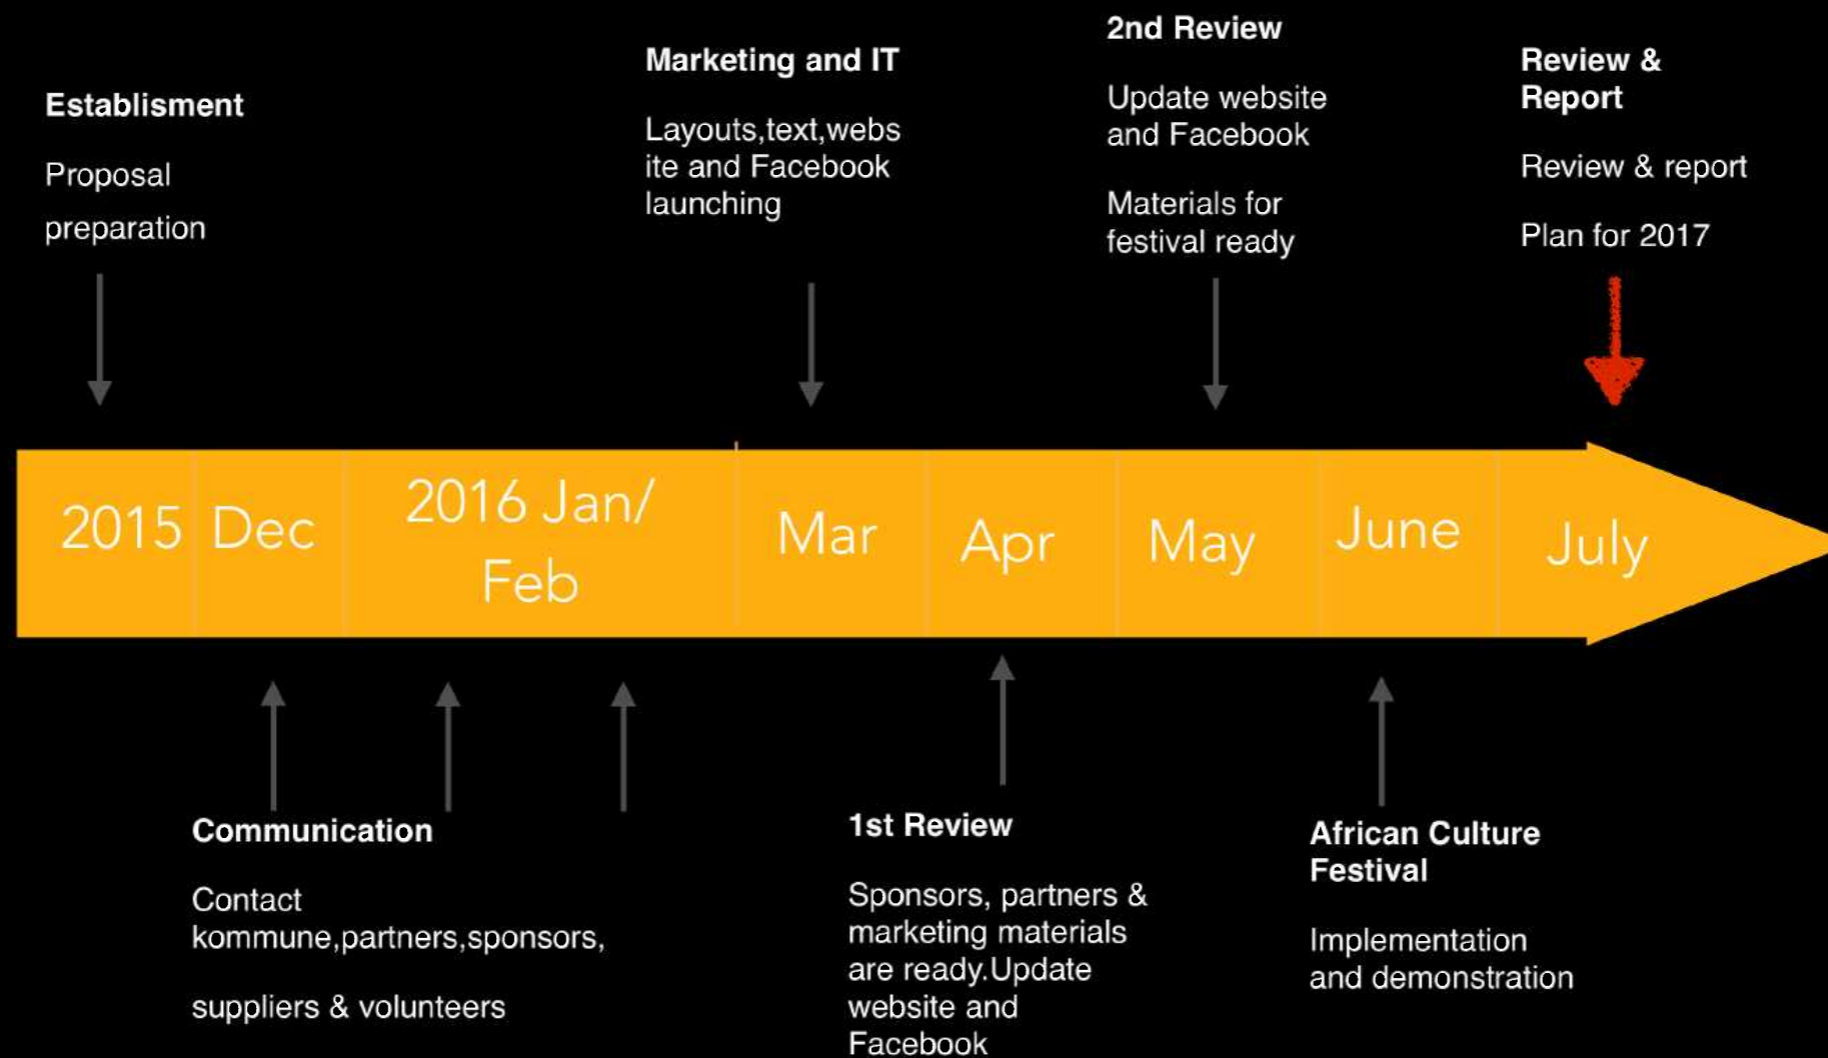 Establisment
Proposal
preparation
Marketing and IT
Layouts,text,webs
ite and Facebook
launching
2nd Review
Update website
and Facebook
Materials for
festival ready
Review &
Report
Review & report
Plan for 2017
2015
Dec
2016 Jan/
Feb
Mar
Apr
May
June
July
Communication
Contact
kommune,partners,sponsors,
suppliers & volunteers
1st Review
Sponsors, partners &
marketing materials
are ready.Update
website and
Facebook
African Culture
Festival
Implementation
and demonstration